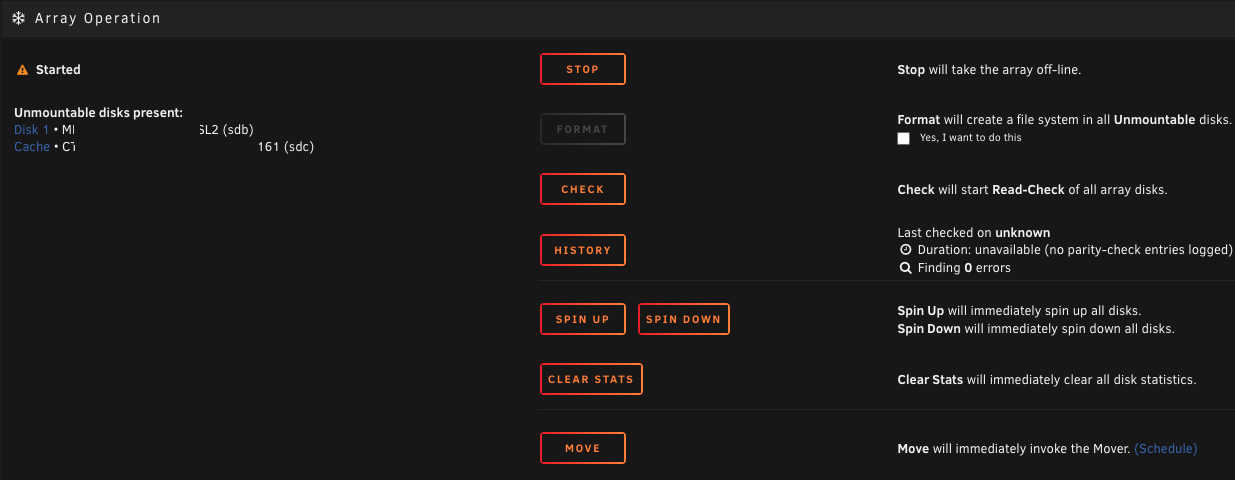 Array Operation
Started
STOP
Stop will take the array off-line.
Unmountable disks present:
Disk 1 • 
SL2 (sdb)
Cache • 
161 (sdc)
FORMAT
Format will create a file system in all Unmountable disks.
Yes, I want to do this
CHECK
Check will start Read-Check of all array disks.
HISTORY
Last checked on unknown
Duration: unavailable (no parity-check entries logged)
Finding 0 errors
SPIN UP
SPIN DOWN
Spin Up will immediately spin up all disks.
Spin Down will immediately spin down all disks.
CLEAR STATS
Clear Stats will immediately clear all disk statistics.
MOVE
Move will immediately invoke the Mover. (Schedule)